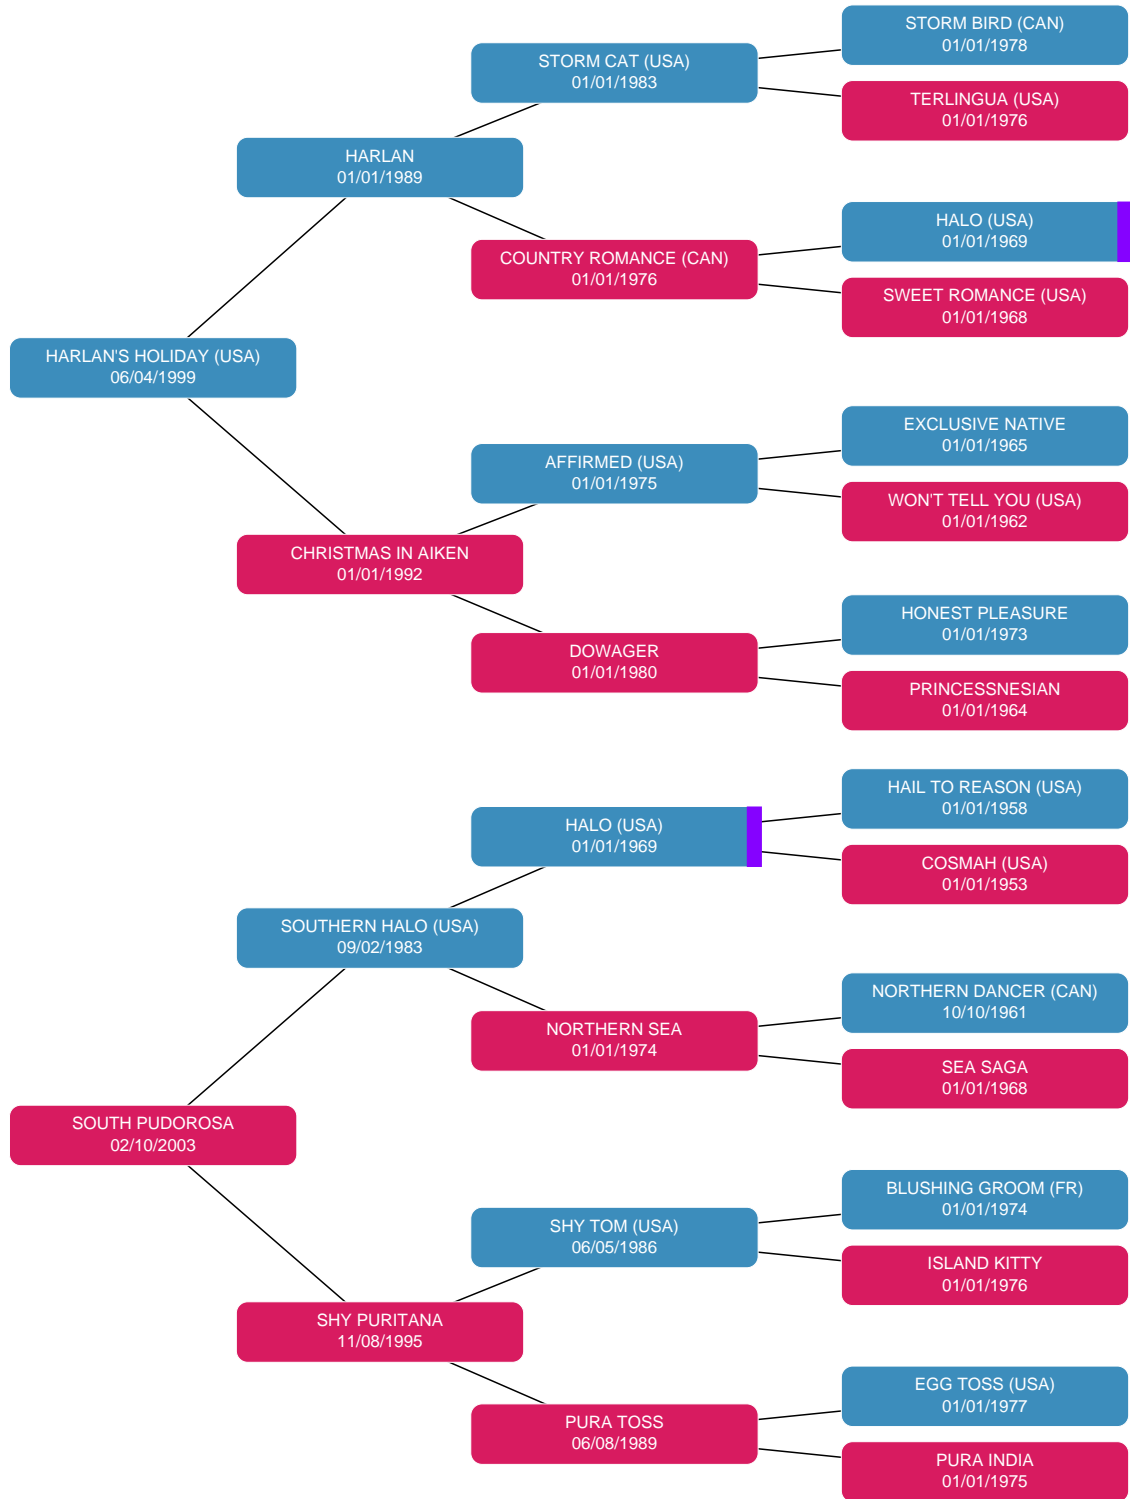 STORM BIRD (CAN)
01/01/1978
STORM CAT (USA)
01/01/1983
TERLINGUA (USA)
01/01/1976
HARLAN
01/01/1989
HALO (USA)
01/01/1969
COUNTRY ROMANCE (CAN)
01/01/1976
SWEET ROMANCE (USA)
01/01/1968
HARLAN'S HOLIDAY (USA)
06/04/1999
EXCLUSIVE NATIVE
01/01/1965
AFFIRMED (USA)
01/01/1975
WON'T TELL YOU (USA)
01/01/1962
CHRISTMAS IN AIKEN
01/01/1992
HONEST PLEASURE
01/01/1973
DOWAGER
01/01/1980
PRINCESSNESIAN
01/01/1964
HAIL TO REASON (USA)
01/01/1958
HALO (USA)
01/01/1969
COSMAH (USA)
01/01/1953
SOUTHERN HALO (USA)
09/02/1983
NORTHERN DANCER (CAN)
10/10/1961
NORTHERN SEA
01/01/1974
SEA SAGA
01/01/1968
SOUTH PUDOROSA
02/10/2003
BLUSHING GROOM (FR)
01/01/1974
SHY TOM (USA)
06/05/1986
ISLAND KITTY
01/01/1976
SHY PURITANA
11/08/1995
EGG TOSS (USA)
01/01/1977
PURA TOSS
06/08/1989
PURA INDIA
01/01/1975